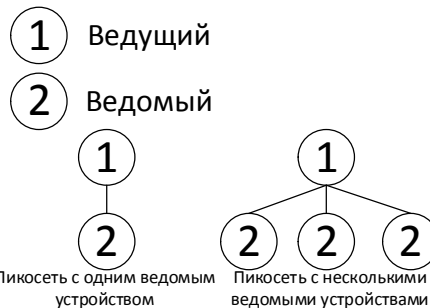 1 Ведущий
2 Ведомый
1 1
2 2 2 2
Пикосеть с одним ведомым устройством
Пикосеть с несколькими ведомыми устройствами